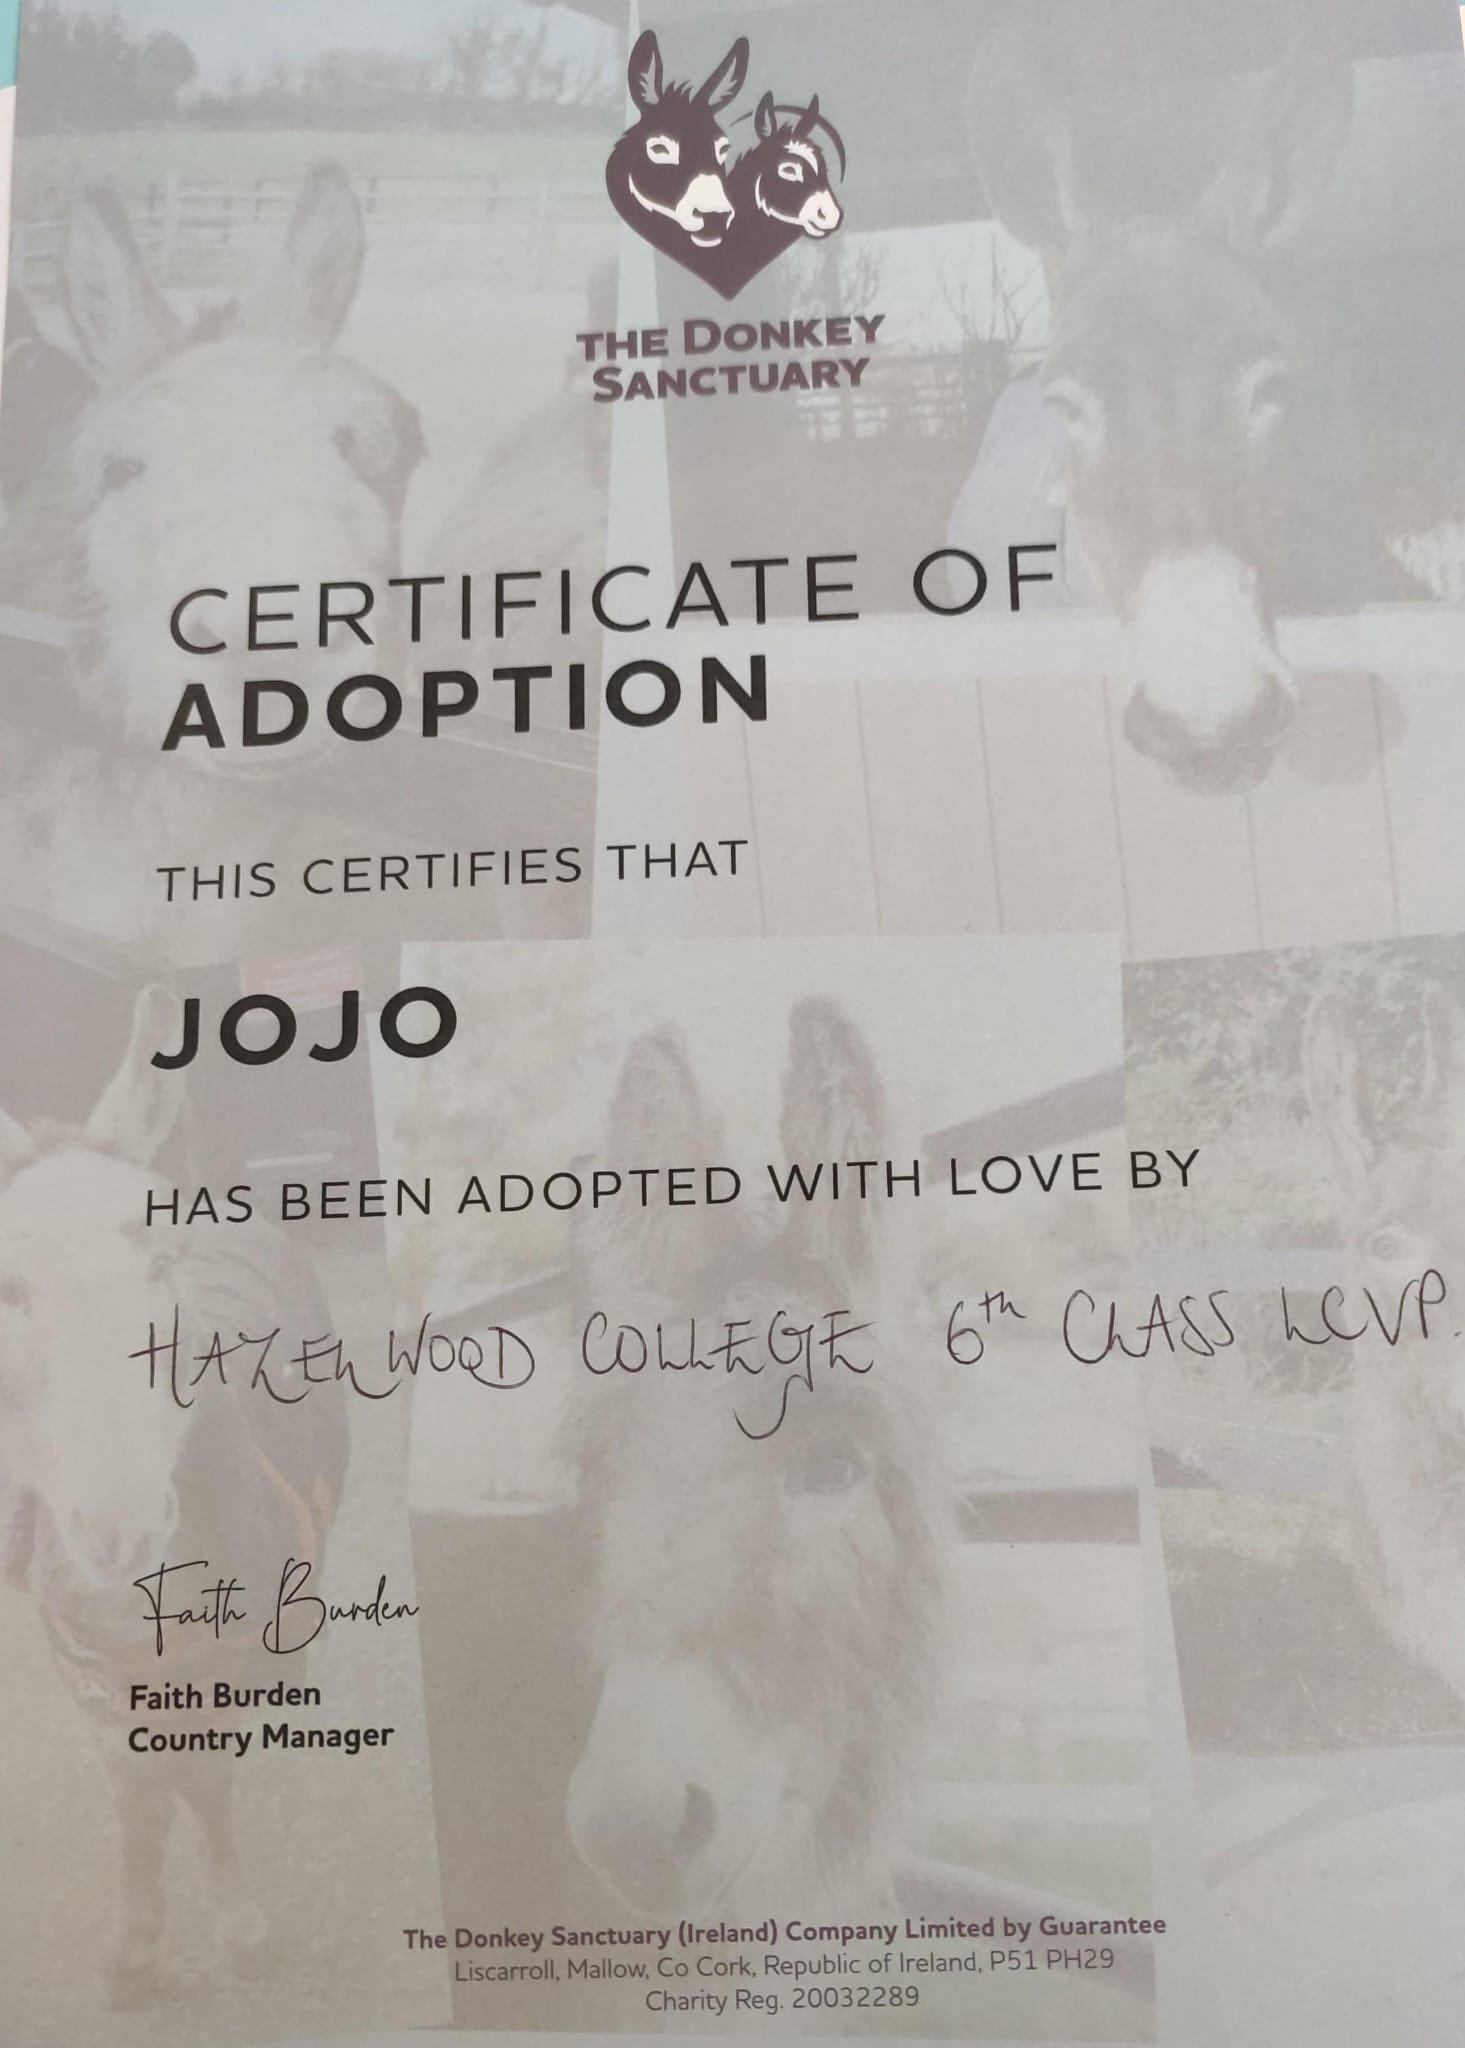 THE DONKEY
SANCTUARY
CERTIFICATE OF
ADOPTION
THIS CERTIFIES THAT
JOJO
HAS BEEN ADOPTED WITH LOVE BY
HAZELWOOD COLLEGE 6th CLASS LCVP.
Faith Burden
Faith Burden
Country Manager
The Donkey Sanctuary (Ireland) Company Limited by Guarantee
Liscarroll, Mallow, Co Cork, Republic of Ireland, P51 PH29
Charity Reg. 20032289